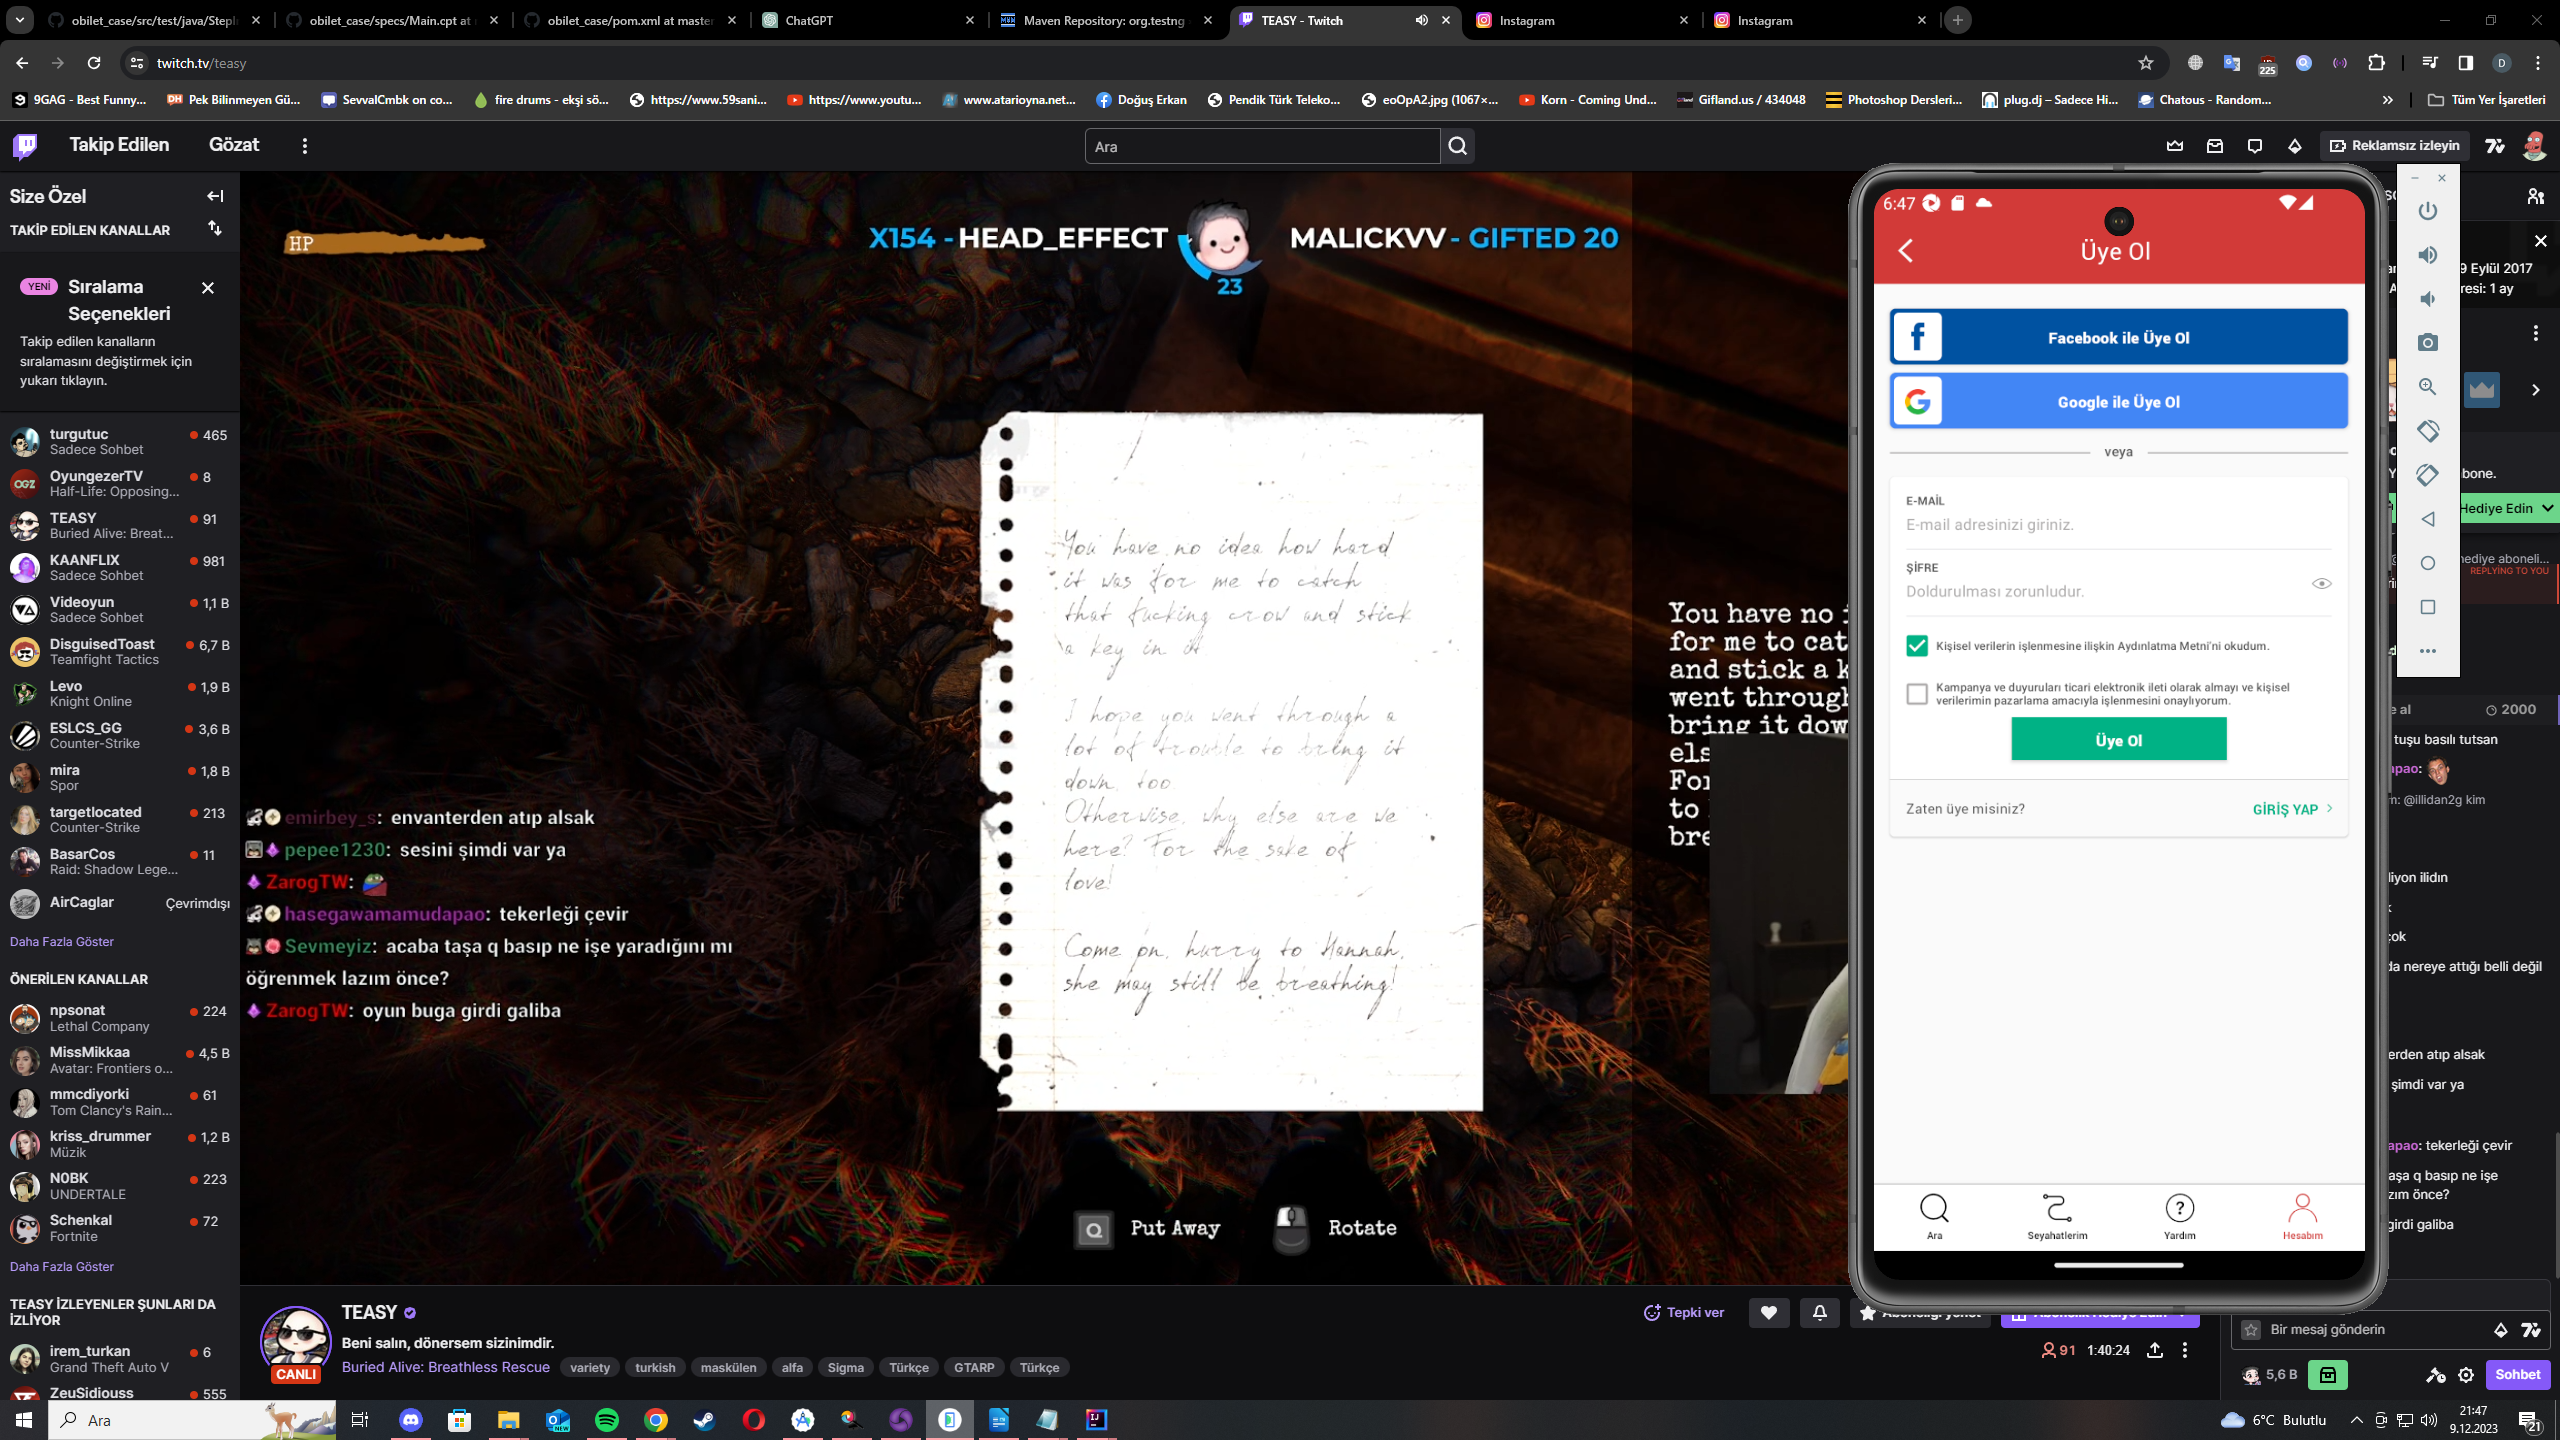 obilet_case/src/test/java/Stepl
obilet_case/specs/Main.cpt at
obilet_case/pom.xml at master
ChatGPT
Maven Repository: org.testng
TEASY - Twitch
Instagram
Instagram
twitch.tv/teasy
225
D
9GAG - Best Funny...
Pek Bilinmeyen Gü...
SevvalCmbk on co...
fire drums - ekşi sö...
https://www.59sani...
https://www.youtu...
www.atarioyna.net...
Doğuş Erkan
Pendik Türk Teleko...
eoOpA2.jpg (1067×...
Korn - Coming Und...
Gifland.us / 434048
Photoshop Dersleri...
plug.dj – Sadece Hi...
Chatous - Random...
Tüm Yer İşaretleri
Takip Edilen
Gözat
Ara
Reklamsız izleyin
Size Özel
TAKİP EDİLEN KANALLAR
YENİ
Sıralama
Seçenekleri
Takip edilen kanalların
sıralamasını değiştirmek için
yukarı tıklayın.
turgutuc
465
Sadece Sohbet
OyungezerTV
8
Half-Life: Opposing...
TEASY
91
Buried Alive: Breat...
KAANFLIX
981
Sadece Sohbet
Videoyun
1,1 B
Sadece Sohbet
DisguisedToast
6,7 B
Teamfight Tactics
Levo
1,9 B
Knight Online
ESLCS_GG
3,6 B
Counter-Strike
mira
1,8 B
Spor
targetlocated
213
Counter-Strike
BasarCos
11
Raid: Shadow Lege...
AirCaglar
Çevrimdışı
Daha Fazla Göster
ÖNERİLEN KANALLAR
npsonat
224
Lethal Company
MissMikkaa
4,5 B
Avatar: Frontiers o...
mmcdiyorki
61
Tom Clancy's Rain...
kriss_drummer
1,2 B
Müzik
N0BK
223
UNDERTALE
Schenkal
72
Fortnite
Daha Fazla Göster
TEASY İZLEYENLER ŞUNLARI DA
İZLİYOR
irem_turkan
6
Grand Theft Auto V
ZeuSidiouss
555
HP
X154 - HEAD_EFFECT
23
MALICKVV - GIFTED 20
You have no idea how hard
it was for me to catch
that fucking crow and stick
a key in it.
I hope you went through a
lot of trouble to bring it
down, too.
Otherwise, why else are we
here? For the sake of
love!
Come on, hurry to Hannah,
she may still be breathing!
You have no i
for me to cat
and stick a k
went through
bring it dow
els
For
to
bre
emirbey_s: envanterden atıp alsak
pepee1230: sesini şimdi var ya
ZarogTW:
hasegawamamudapao: tekerleği çevir
Sevmeyiz: acaba taşa q basıp ne işe yaradığını mı
öğrenmek lazım önce?
ZarogTW: oyun buga girdi galiba
Q
Put Away
Rotate
6:47
Üye Ol
Facebook ile Üye Ol
Google ile Üye Ol
veya
E-MAİL
E-mail adresinizi giriniz.
ŞİFRE
Doldurulması zorunludur.
Kişisel verilerin işlenmesine ilişkin Aydınlatma Metni'ni okudum.
Kampanya ve duyuruları ticari elektronik ileti olarak almayı ve kişisel
verilerimin pazarlama amacıyla işlenmesini onaylıyorum.
Üye Ol
Zaten üye misiniz?
GİRİŞ YAP
Ara
Seyahatlerim
Yardım
Hesabım
9 Eylül 2017
resi: 1 ay
bone.
Hediye Edin
hediye aboneli...
REPLYING TO YOU
e al
2000
tuşu basılı tutsan
apao:
n: @illidan2g kim
liyon ilidın
k
çok
da nereye attığı belli değil
erden atıp alsak
şimdi var ya
apao: tekerleği çevir
aşa q basıp ne işe
zım önce?
girdi galiba
CANLI
TEASY
Beni salın, dönersem sizinimdir.
Buried Alive: Breathless Rescue
variety
turkish
maskülen
alfa
Sigma
Türkçe
GTARP
Türkçe
Tepki ver
91
1:40:24
Bir mesaj gönderin
5,6 B
Sohbet
Ara
6°C Bulutlu
21:47
9.12.2023
21